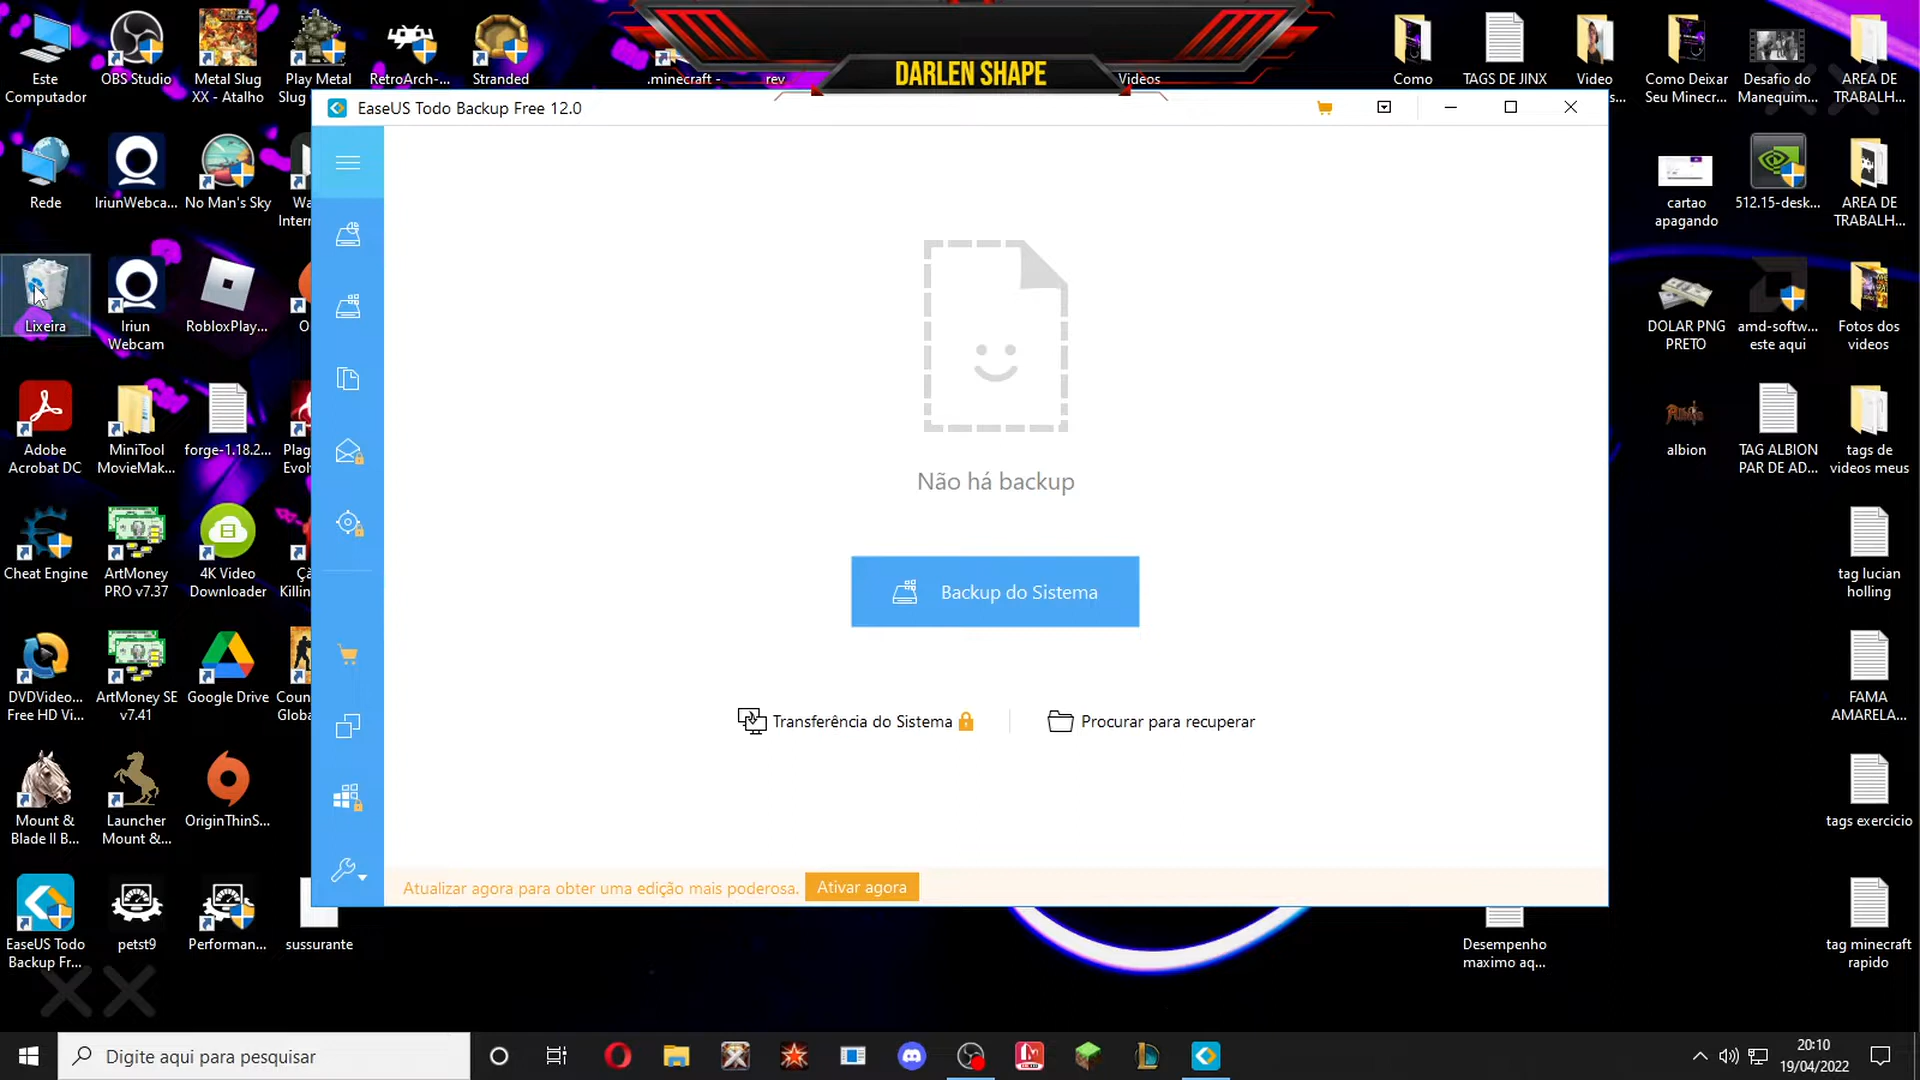 DARLEN SHAPE
Este
Computador
OBS Studio
Metal Slug
XX - Atalho
Play Metal
Slug
RetroArch-...
Stranded
.minecraft -
rev
Videos
Como
TAGS DE JINX
Video
Como Deixar
Seu Minecr...
Desafio do
Manequim...
AREA DE
TRABALH...
EaseUS Todo Backup Free 12.0
Rede
IriunWebca...
No Man's Sky
Inter
cartao
apagando
512.15-desk...
AREA DE
TRABALH...
Lixeira
Iriun
Webcam
RobloxPlay...
DOLAR PNG
PRETO
amd-softw...
este aqui
Fotos dos
videos
Adobe
Acrobat DC
MiniTool
MovieMak...
forge-1.18.2...
Plag
Evol
albion
TAG ALBION
PAR DE AD...
tags de
videos meus
Não há backup
Cheat Engine
ArtMoney
PRO v7.37
4K Video
Downloader
Killin
tag lucian
holling
Backup do Sistema
DVDVideo...
Free HD Vi...
ArtMoney SE
v7.41
Google Drive
Coun
Globa
FAMA
AMARELA...
Transferência do Sistema
Procurar para recuperar
Mount &
Blade II B...
Launcher
Mount &...
OriginThinS...
tags exercicio
Atualizar agora para obter uma edição mais poderosa.
Ativar agora
EaseUS Todo
Backup Fr...
petst9
Performan...
sussurante
Desempenho
maximo aq...
tag minecraft
rapido
Digite aqui para pesquisar
20:10
19/04/2022